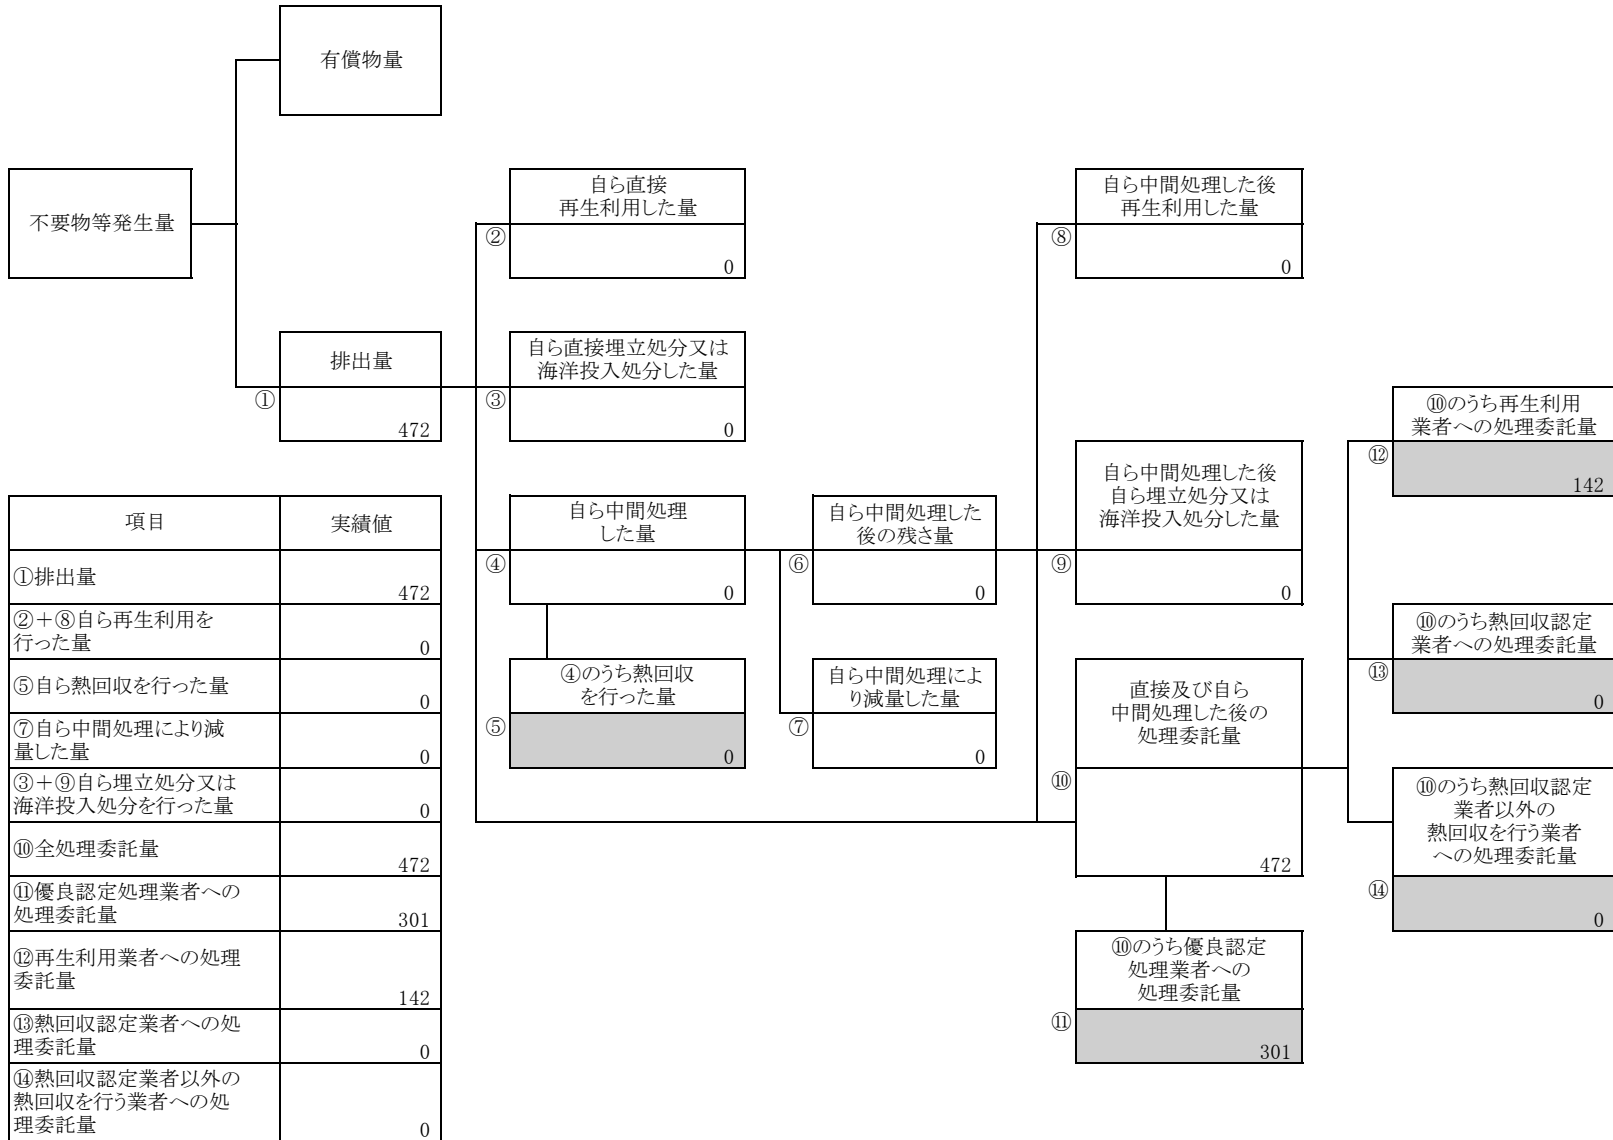 有償物量
不要物等発生量
排出量
①
472
自ら直接
再生利用した量
②
0
自ら直接埋立処分又は
海洋投入処分した量
③
0
自ら中間処理
した量
④
0
④のうち熱回収
を行った量
⑤
0
自ら中間処理した
後の残さ量
⑥
0
自ら中間処理によ
り減量した量
⑦
0
自ら中間処理した後
再生利用した量
⑧
0
自ら中間処理した後
自ら埋立処分又は
海洋投入処分した量
⑨
0
直接及び自ら
中間処理した後の
処理委託量
⑩
472
⑩のうち優良認定
処理業者への
処理委託量
⑪
301
⑩のうち再生利用
業者への処理委託量
⑫
142
⑩のうち熱回収認定
業者への処理委託量
⑬
0
⑩のうち熱回収認定
業者以外の
熱回収を行う業者
への処理委託量
⑭
0
項目 実績値
①排出量
472
②+⑧自ら再生利用を
行った量
0
⑤自ら熱回収を行った量
0
⑦自ら中間処理により減
量した量
0
③+⑨自ら埋立処分又は
海洋投入処分を行った量
0
⑩全処理委託量
472
⑪優良認定処理業者への
処理委託量
301
⑫再生利用業者への処理
委託量
142
⑬熱回収認定業者への処
理委託量
0
⑭熱回収認定業者以外の
熱回収を行う業者への処
理委託量
0